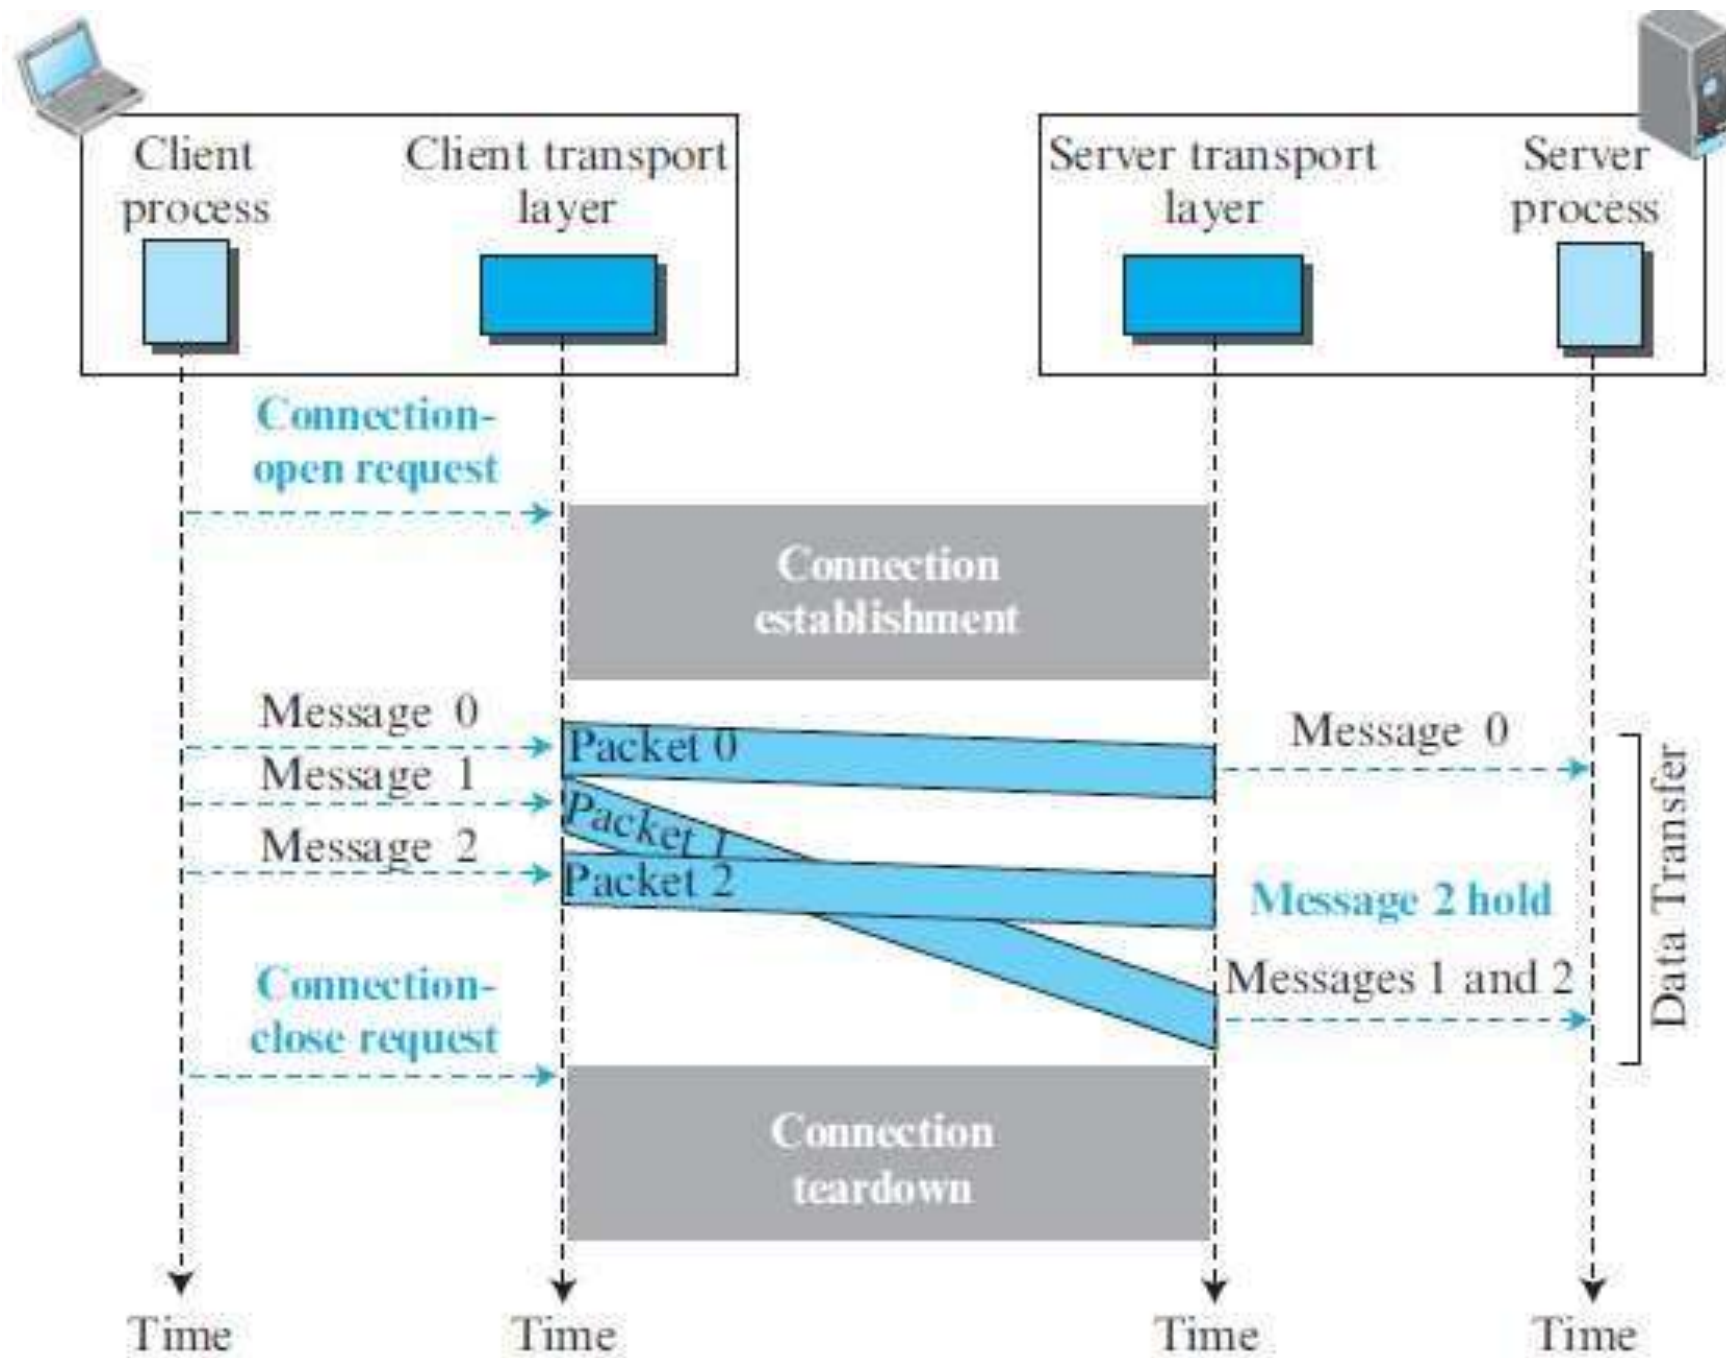 Client
process
Client transport
layer
Server transport
layer
Server
process
Connection-
open request
Connection
establishment
Message 0
Packet 0
Message 0
Message 1
Packet 1
Message 2
Packet 2
Message 2 hold
Messages 1 and 2
Data Transfer
Connection-
close request
Connection
teardown
Time
Time
Time
Time